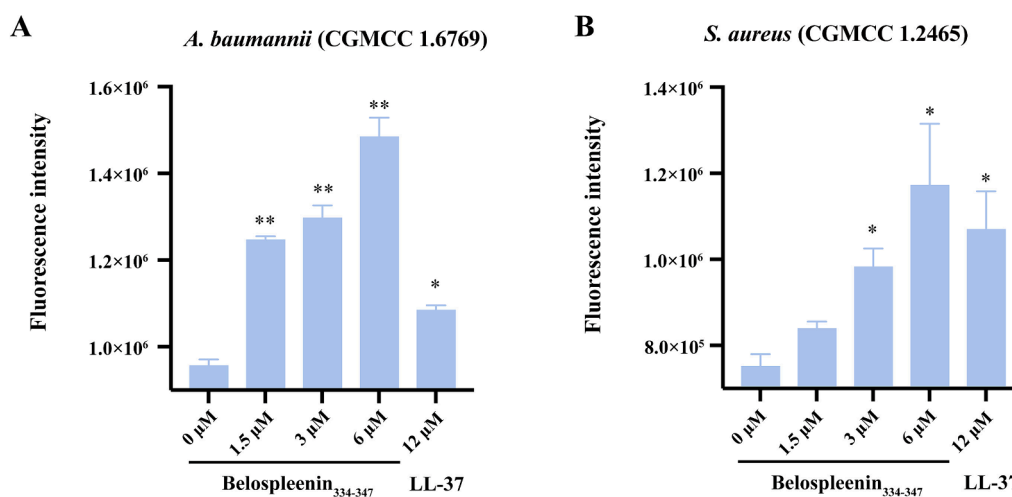 A
A. baumannii (CGMCC 1.6769)
Fluorescence intensity
1.6×10⁶
1.4×10⁶
1.2×10⁶
1.0×10⁶
**
**
**
*
0 μM
1.5 μM
3 μM
6 μM
12 μM
Belospleenin₃₃₄₋₃₄₇
LL-37
B
S. aureus (CGMCC 1.2465)
Fluorescence intensity
1.4×10⁶
1.2×10⁶
1.0×10⁶
8.0×10⁵
*
*
*
0 μM
1.5 μM
3 μM
6 μM
12 μM
Belospleenin₃₃₄₋₃₄₇
LL-37